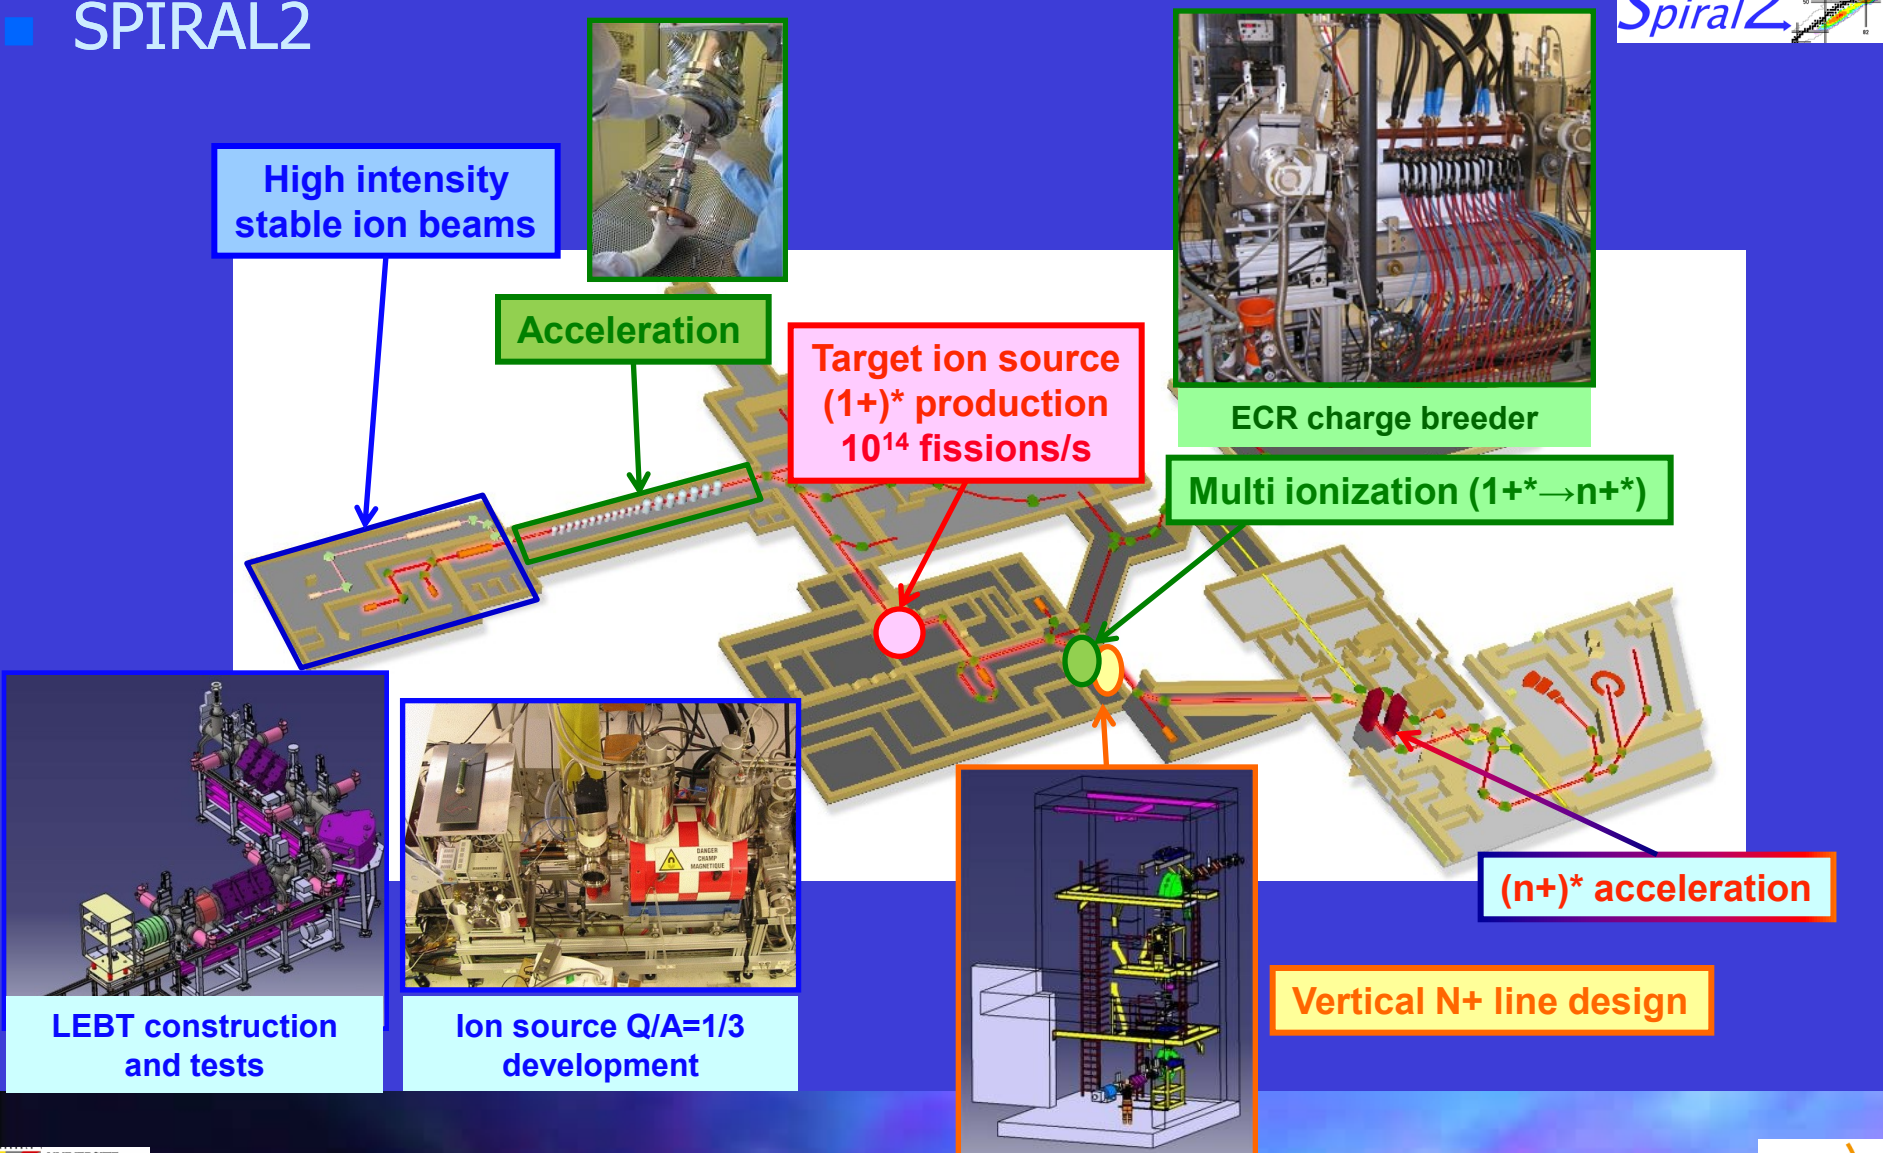 SPIRAL2
Spiral2
High intensity
stable ion beams
Acceleration
Target ion source
(1+)* production
10¹⁴ fissions/s
ECR charge breeder
Multi ionization (1+*→n+*)
DANGER
CHAMP
MAGNETIQUE
(n+)* acceleration
Vertical N+ line design
LEBT construction
and tests
Ion source Q/A=1/3
development